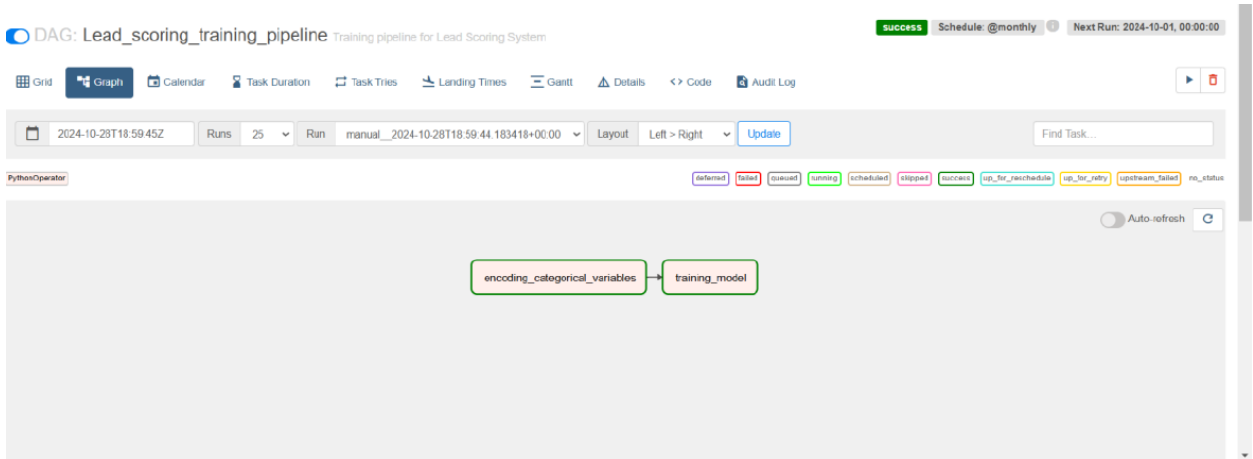 DAG: Lead_scoring_training_pipeline Training pipeline for Lead Scoring System
success Schedule: @monthly Next Run: 2024-10-01, 00:00:00
Grid Graph Calendar Task Duration Task Tries Landing Times Gantt Details <> Code Audit Log
2024-10-28T18:59:45Z Runs 25 Run manual__2024-10-28T18:59:44.183418+00:00 Layout Left > Right Update Find Task...
PythonOperator deferred failed queued running scheduled skipped success up_for_reschedule up_for_retry upstream_failed no_status
Auto-refresh
encoding_categorical_variables training_model